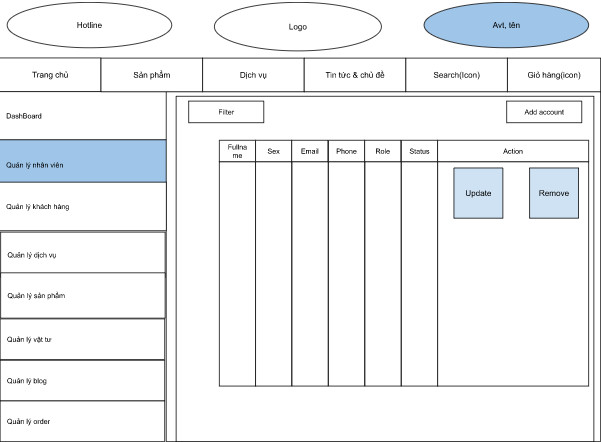 Hotline
Logo
Avt, tên
Trang chủ
Sản phẩm
Dịch vụ
Tin tức & chủ đề
Search(Icon)
Giỏ hàng(icon)
DashBoard
Quản lý nhân viên
Quản lý khách hàng
Quản lý dịch vụ
Quản lý sản phẩm
Quản lý vật tư
Quản lý blog
Quản lý order
Filter
Add account
Fullna
me
Sex
Email
Phone
Role
Status
Action
Update
Remove